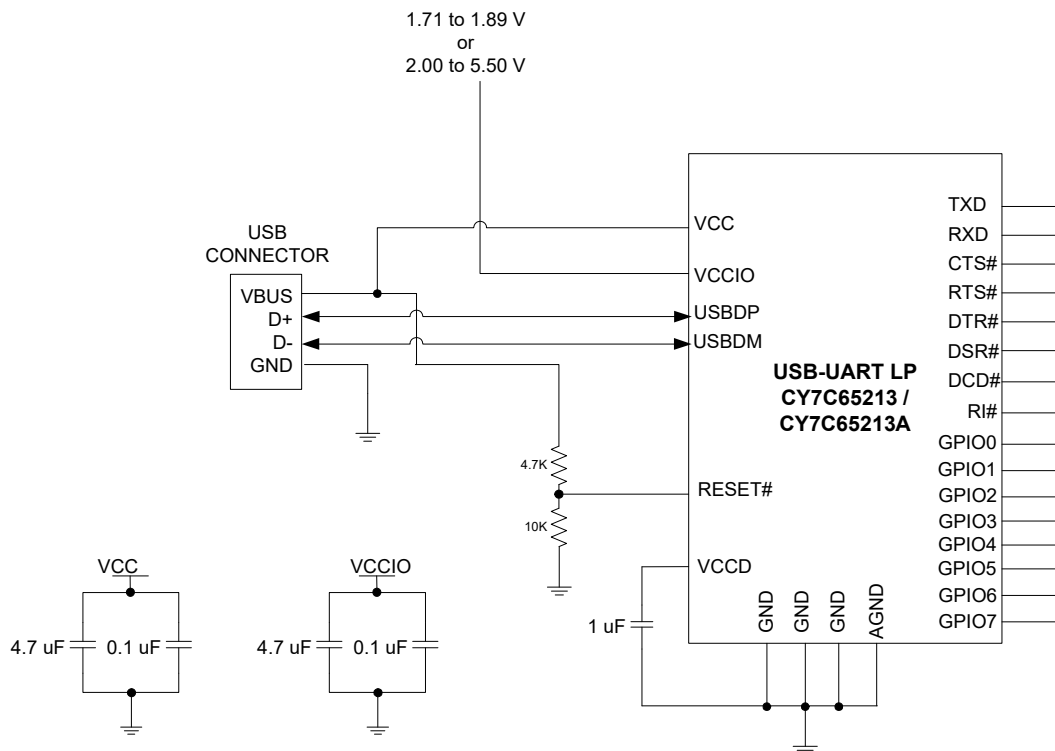 1.71 to 1.89 V
or
2.00 to 5.50 V
USB
CONNECTOR
VBUS
D+
D-
GND
VCC
VCCIO
USBDP
USBDM
RESET#
VCCD
USB-UART LP
CY7C65213 /
CY7C65213A
TXD
RXD
CTS#
RTS#
DTR#
DSR#
DCD#
RI#
GPIO0
GPIO1
GPIO2
GPIO3
GPIO4
GPIO5
GPIO6
GPIO7
GND
GND
GND
AGND
4.7K
10K
1 uF
VCC
4.7 uF
0.1 uF
VCCIO
4.7 uF
0.1 uF